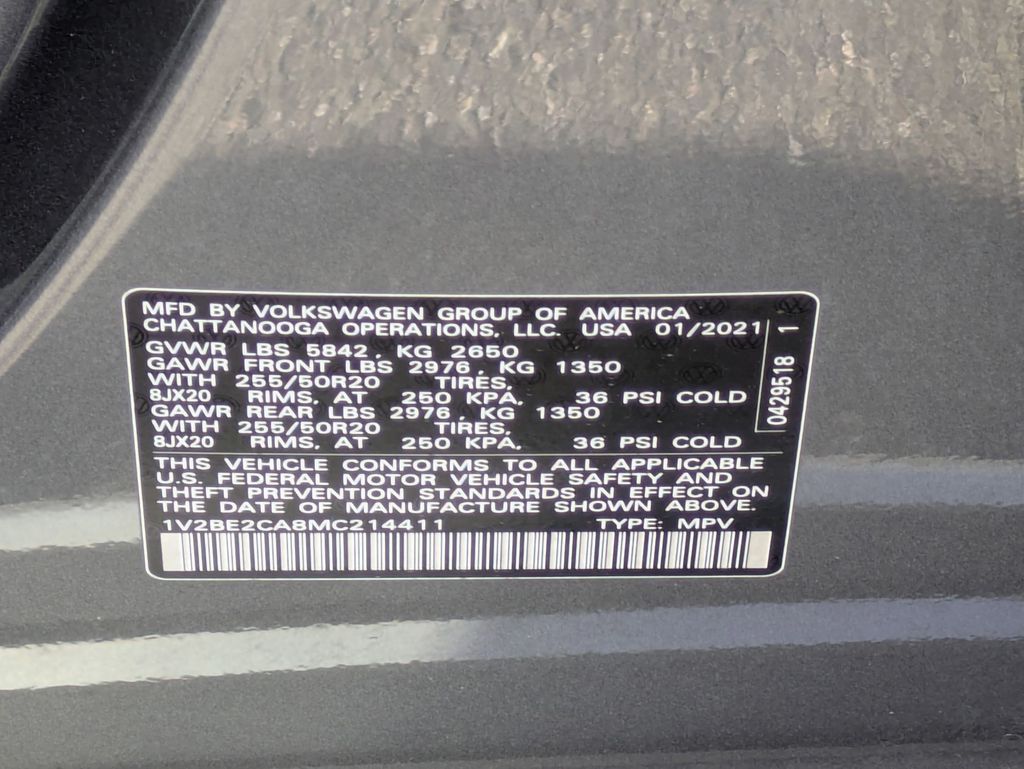 MFD BY VOLKSWAGEN GROUP OF AMERICA
CHATTANOOGA OPERATIONS, LLC. USA 01/2021
GVWR LBS 5842, KG 2650
GAWR FRONT LBS 2976, KG 1350
WITH 255/50R20 TIRES,
8JX20 RIMS, AT 250 KPA, 36 PSI COLD
GAWR REAR LBS 2976, KG 1350
WITH 255/50R20 TIRES,
8JX20 RIMS, AT 250 KPA, 36 PSI COLD
0429518 1
THIS VEHICLE CONFORMS TO ALL APPLICABLE
U.S. FEDERAL MOTOR VEHICLE SAFETY AND
THEFT PREVENTION STANDARDS IN EFFECT ON
THE DATE OF MANUFACTURE SHOWN ABOVE.
1V2BE2CA8MC214411 TYPE: MPV